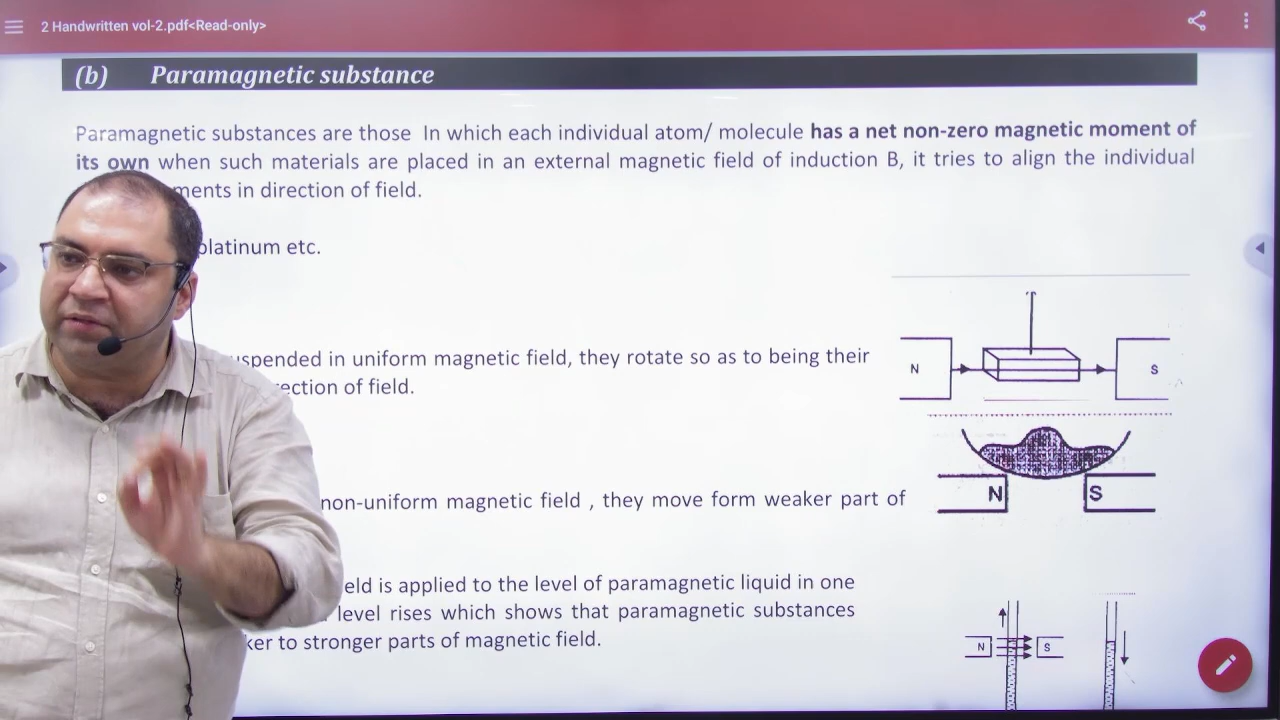 2 Handwritten vol-2.pdf<Read-only>
(b) Paramagnetic substance
Paramagnetic substances are those In which each individual atom/ molecule has a net non-zero magnetic moment of
its own when such materials are placed in an external magnetic field of induction B, it tries to align the individual
in direction of field.
platinum etc.
in uniform magnetic field, they rotate so as to being their
of field.
N S
non-uniform magnetic field , they move form weaker part of
N S
is applied to the level of paramagnetic liquid in one
level rises which shows that paramagnetic substances
to stronger parts of magnetic field.
N S